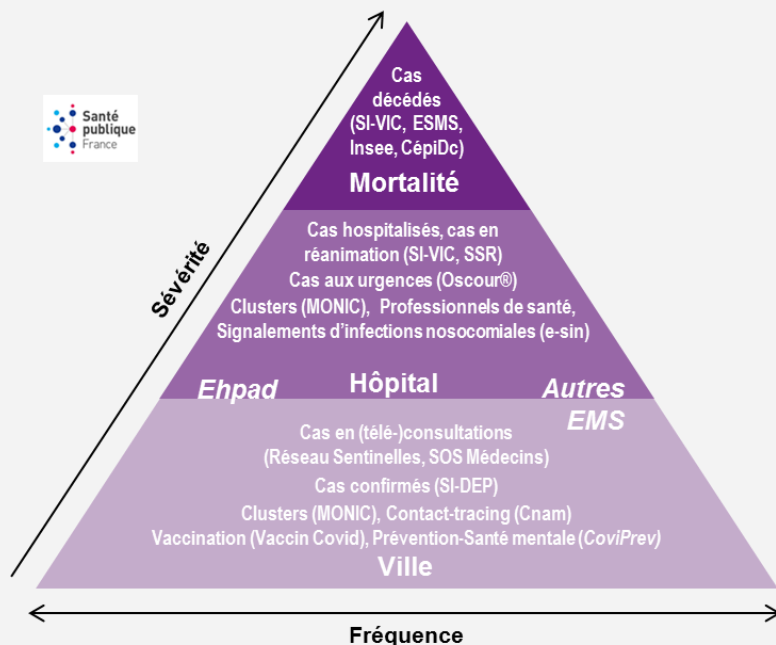 Santé
publique
France
Sévérité
Cas
décédés
(SI-VIC, ESMS,
Insee, CépiDc)
Mortalité
Cas hospitalisés, cas en
réanimation (SI-VIC, SSR)
Cas aux urgences (Oscour®)
Clusters (MONIC), Professionnels de santé,
Signalements d'infections nosocomiales (e-sin)
Ehpad
Hôpital
Autres
EMS
Cas en (télé-)consultations
(Réseau Sentinelles, SOS Médecins)
Cas confirmés (SI-DEP)
Clusters (MONIC), Contact-tracing (Cnam)
Vaccination (Vaccin Covid), Prévention-Santé mentale (CoviPrev)
Ville
Fréquence